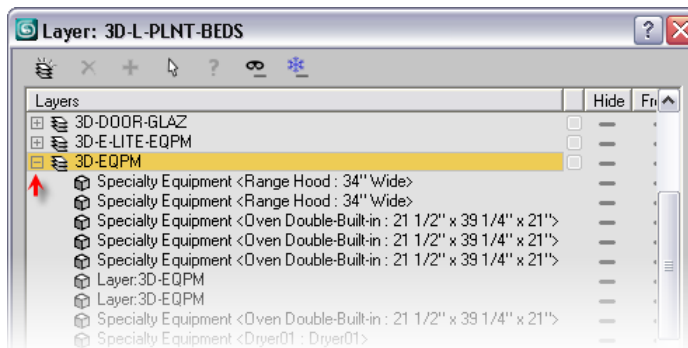 Layer: 3D-L-PLNT-BEDS
?
?
Layers Hide Fr
3D-DOOR-GLAZ
3D-E-LITE-EQPM
3D-EQPM
Specialty Equipment <Range Hood : 34" Wide>
Specialty Equipment <Range Hood : 34" Wide>
Specialty Equipment <Oven Double-Built-in : 21 1/2" x 39 1/4" x 21">
Specialty Equipment <Oven Double-Built-in : 21 1/2" x 39 1/4" x 21">
Specialty Equipment <Oven Double-Built-in : 21 1/2" x 39 1/4" x 21">
Layer:3D-EQPM
Layer:3D-EQPM
Specialty Equipment <Oven Double-Built-in : 21 1/2" x 39 1/4" x 21">
Specialty Equipment <Dryer01 : Dryer01>